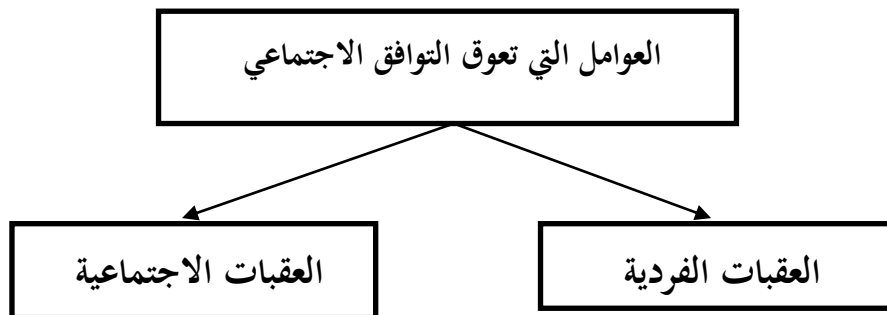 العوامل التي تعوق التوافق الاجتماعي
العقبات الفردية
العقبات الاجتماعية